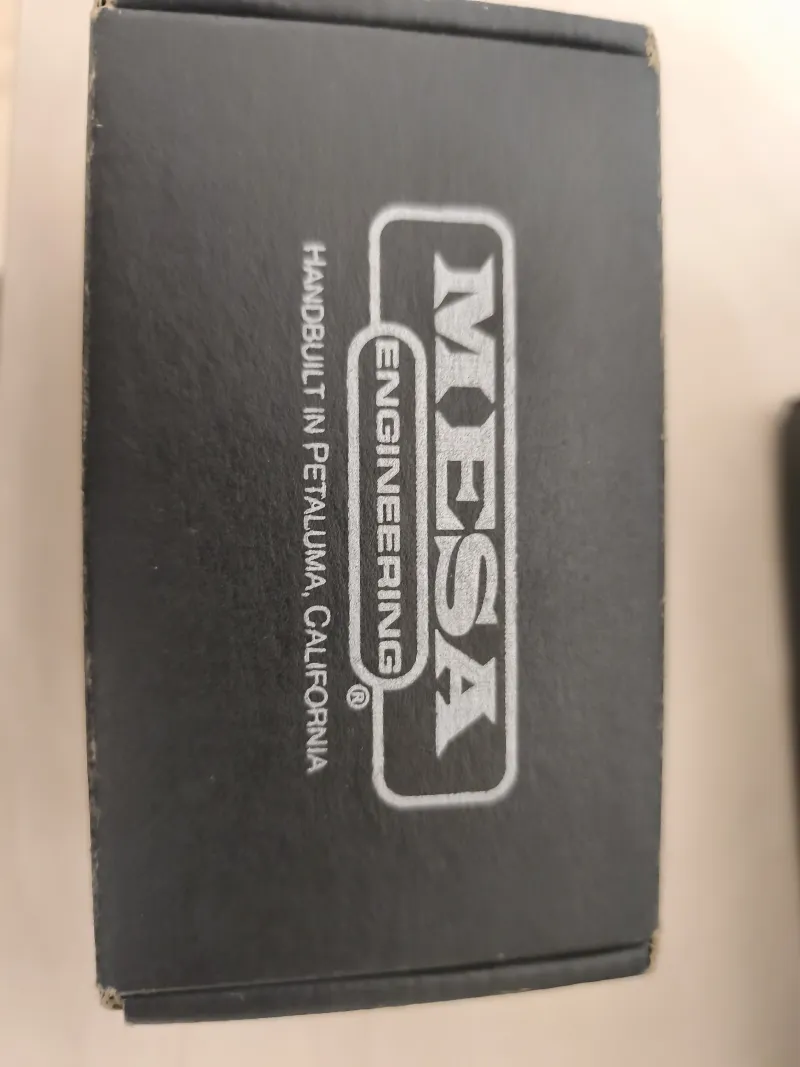 MESA
ENGINEERING
®
HANDBUILT IN PETALUMA, CALIFORNIA